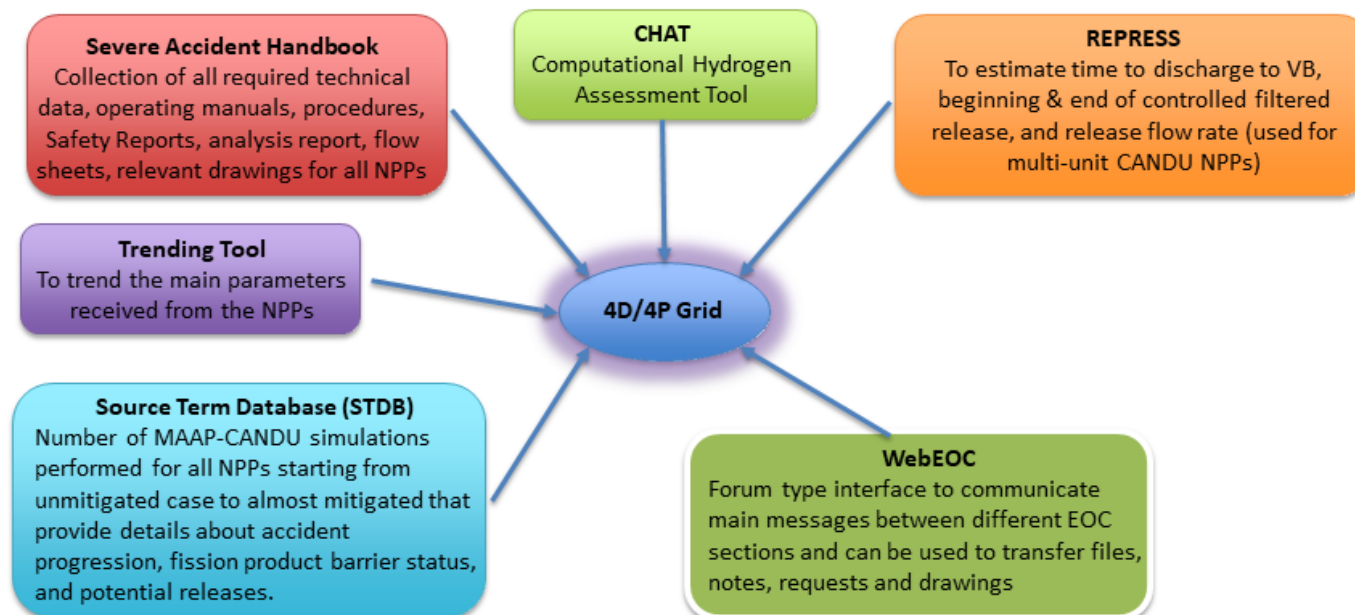 Severe Accident Handbook
Collection of all required technical
data, operating manuals, procedures,
Safety Reports, analysis report, flow
sheets, relevant drawings for all NPPs
CHAT
Computational Hydrogen
Assessment Tool
REPRESS
To estimate time to discharge to VB,
beginning & end of controlled filtered
release, and release flow rate (used for
multi-unit CANDU NPPs)
Trending Tool
To trend the main parameters
received from the NPPs
4D/4P Grid
Source Term Database (STDB)
Number of MAAP-CANDU simulations
performed for all NPPs starting from
unmitigated case to almost mitigated that
provide details about accident
progression, fission product barrier status,
and potential releases.
WebEOC
Forum type interface to communicate
main messages between different EOC
sections and can be used to transfer files,
notes, requests and drawings